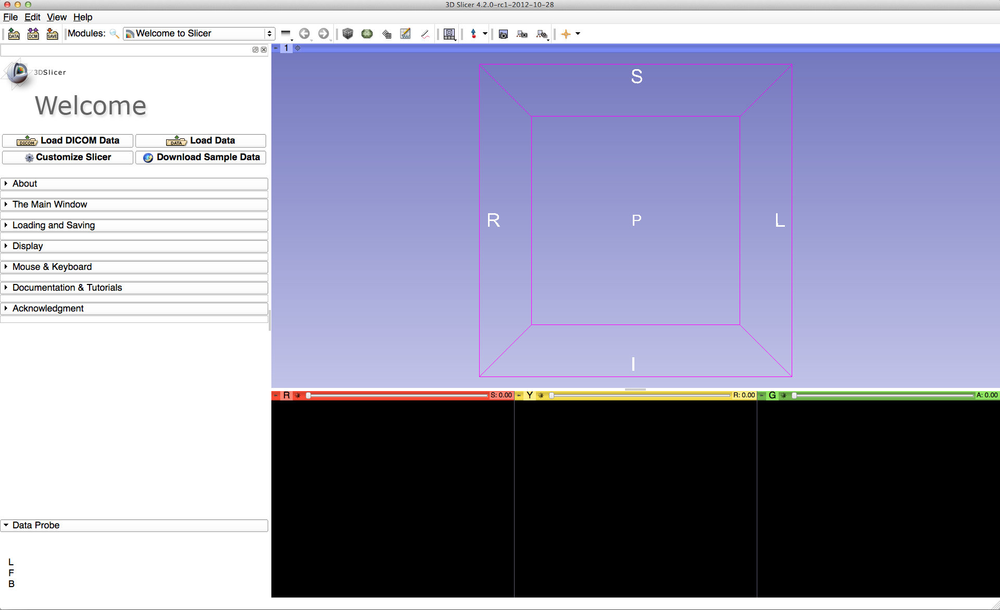 3D Slicer 4.2.0-rc1-2012-10-28
File Edit View Help
DATA DCM SAVE Modules: Welcome to Slicer
1
3DSlicer
Welcome
DICOM Load DICOM Data DATA Load Data
Customize Slicer Download Sample Data
About
The Main Window
Loading and Saving
Display
Mouse & Keyboard
Documentation & Tutorials
Acknowledgment
Data Probe
L
F
B
S
R P L
I
R S: 0.00 Y R: 0.00 G A: 0.00